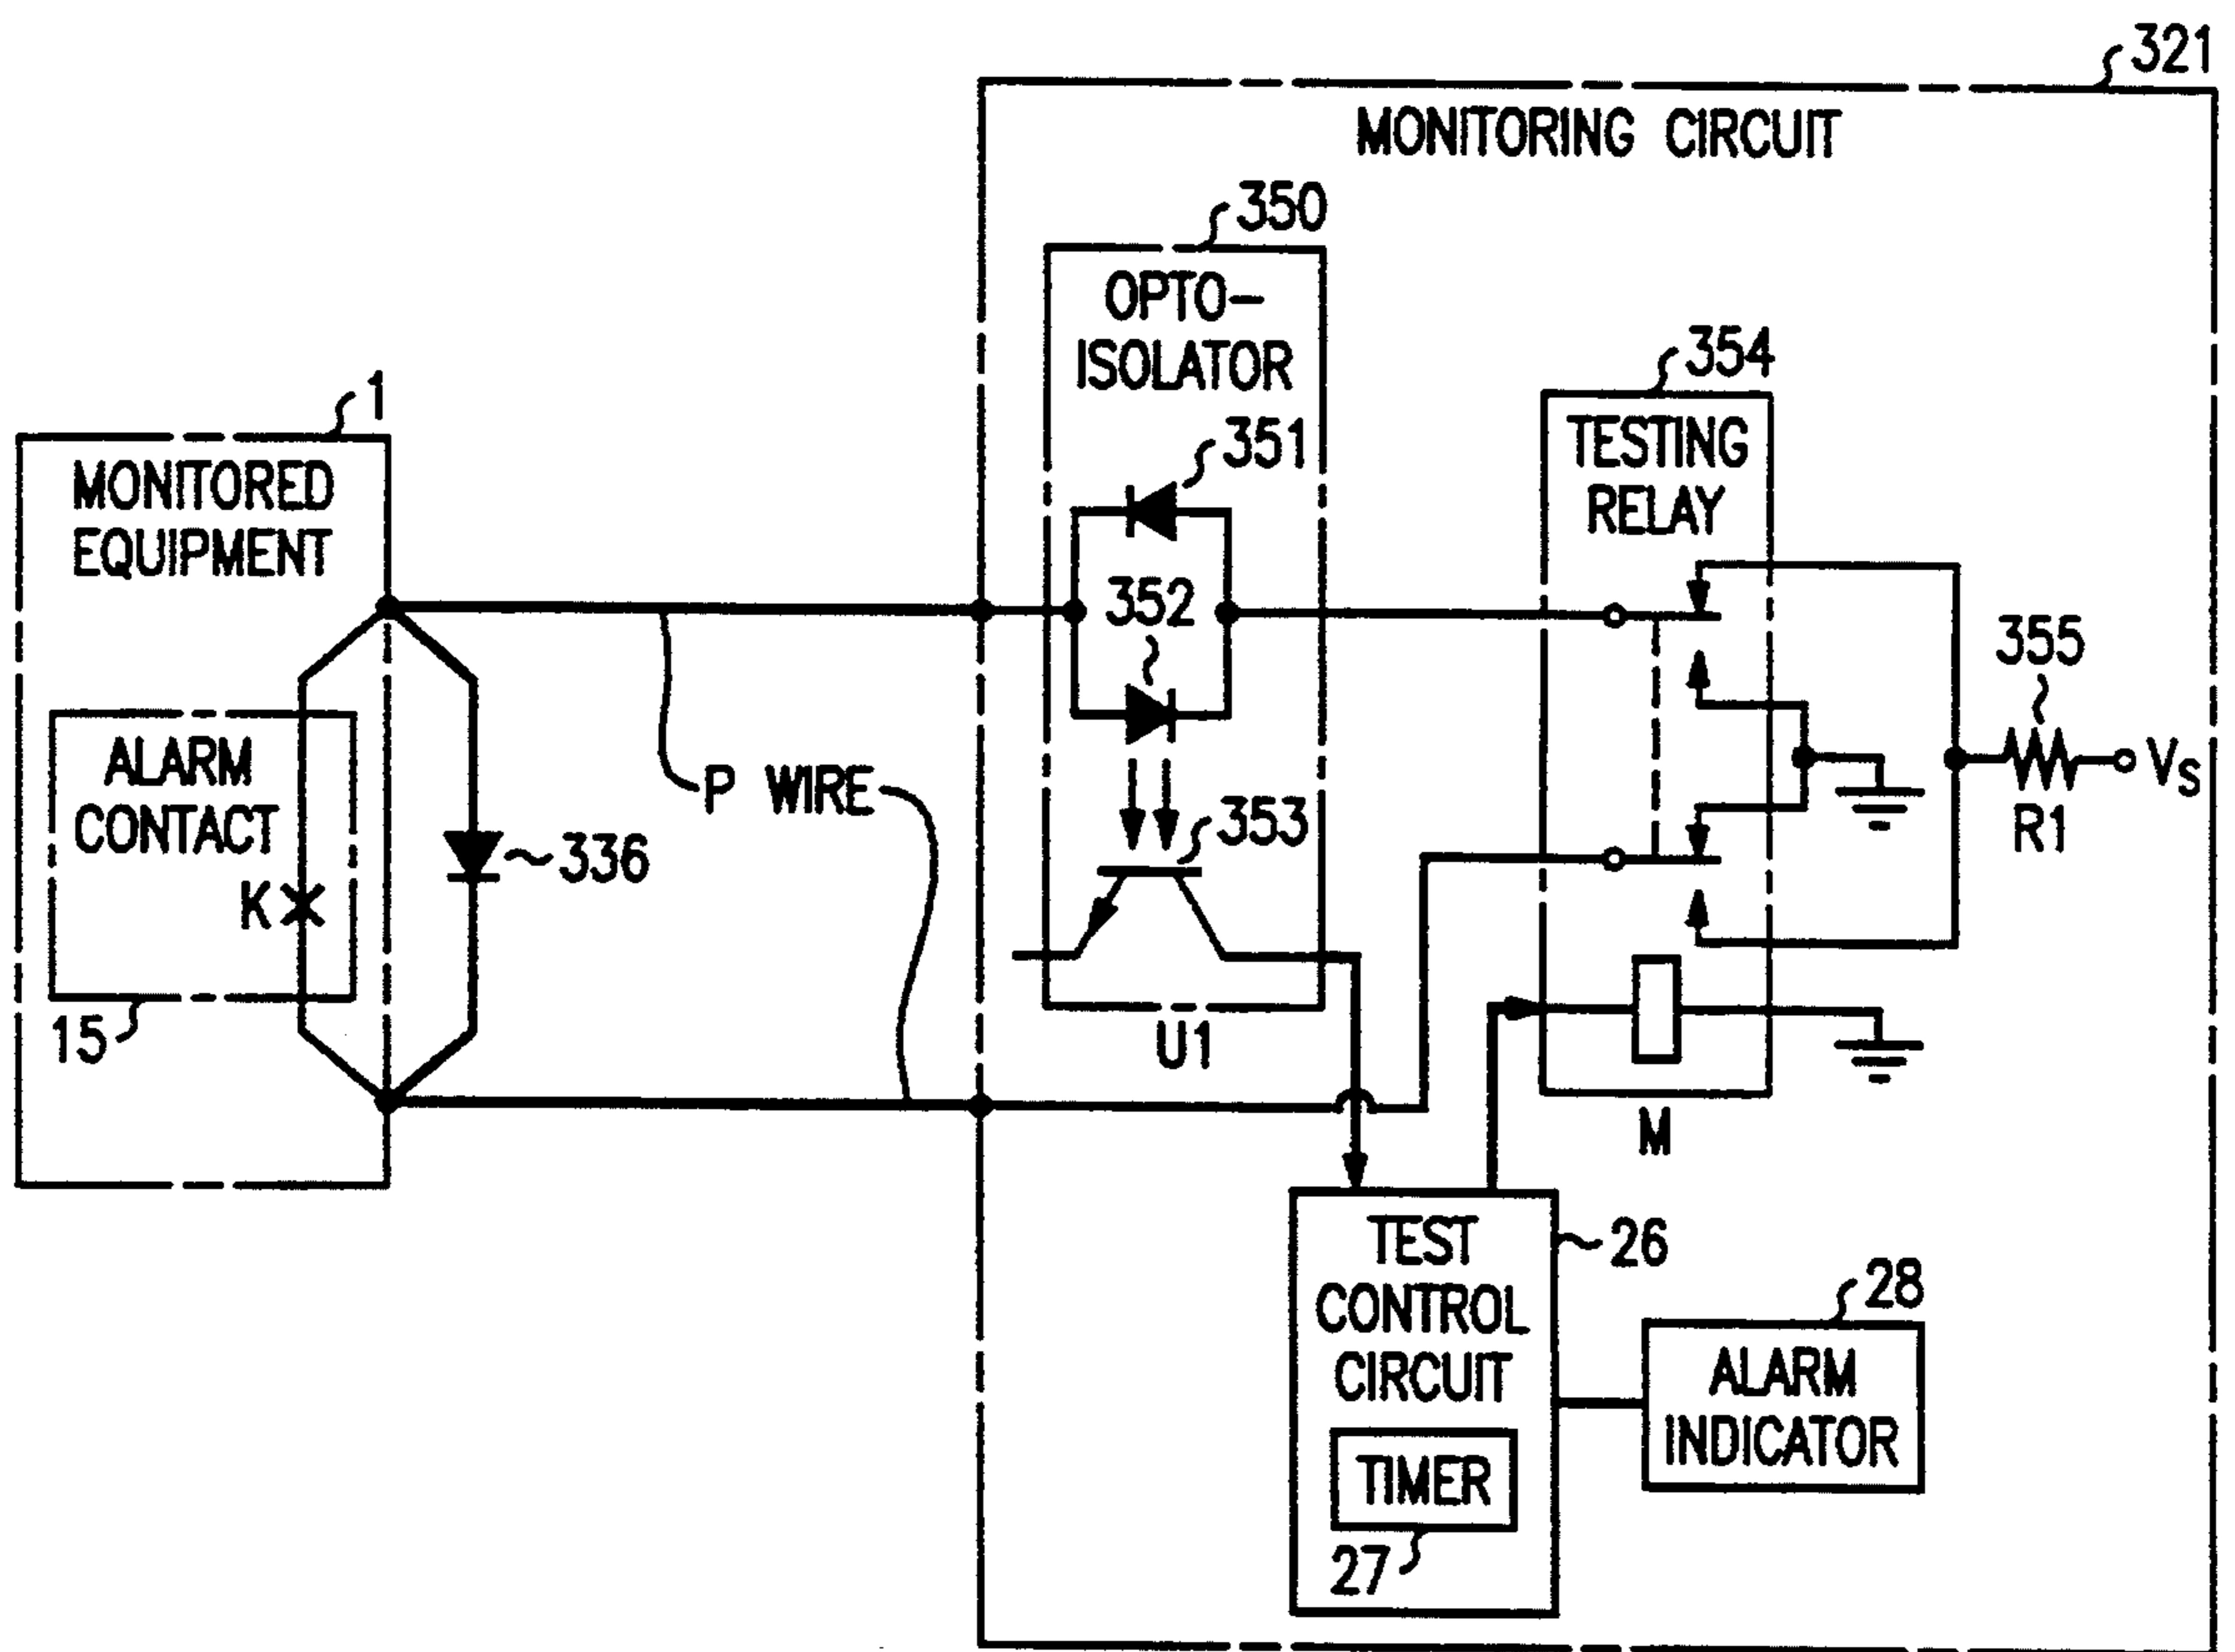 321
MONITORING CIRCUIT
350
OPTO-
ISOLATOR
354
TESTING
RELAY
1
MONITORED
EQUIPMENT
351
352
355
VS
R1
ALARM
CONTACT
K
15
336
P WIRE
353
U1
M
TEST
CONTROL
CIRCUIT
26
TIMER
27
28
ALARM
INDICATOR